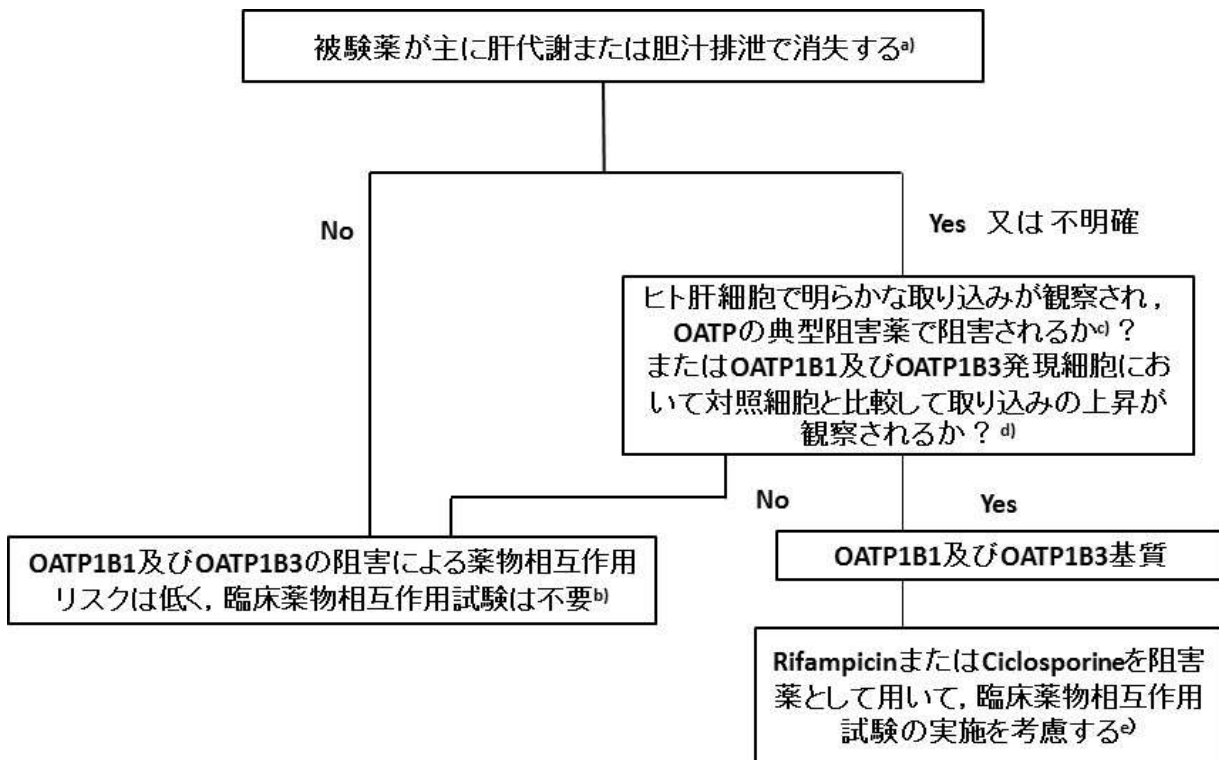 被験薬が主に肝代謝または胆汁排泄で消失するa)
No
Yes 又は 不明確
ヒト肝細胞で明らかな取り込みが観察され,
OATPの典型阻害薬で阻害されるかc)?
またはOATP1B1及びOATP1B3発現細胞にお
いて対照細胞と比較して取り込みの上昇が
観察されるか? d)
No
Yes
OATP1B1及びOATP1B3の阻害による薬物相互作用
リスクは低く, 臨床薬物相互作用試験は不要b)
OATP1B1及びOATP1B3基質
RifampicinまたはCiclosporineを阻害
薬として用いて, 臨床薬物相互作用
試験の実施を考慮するe)